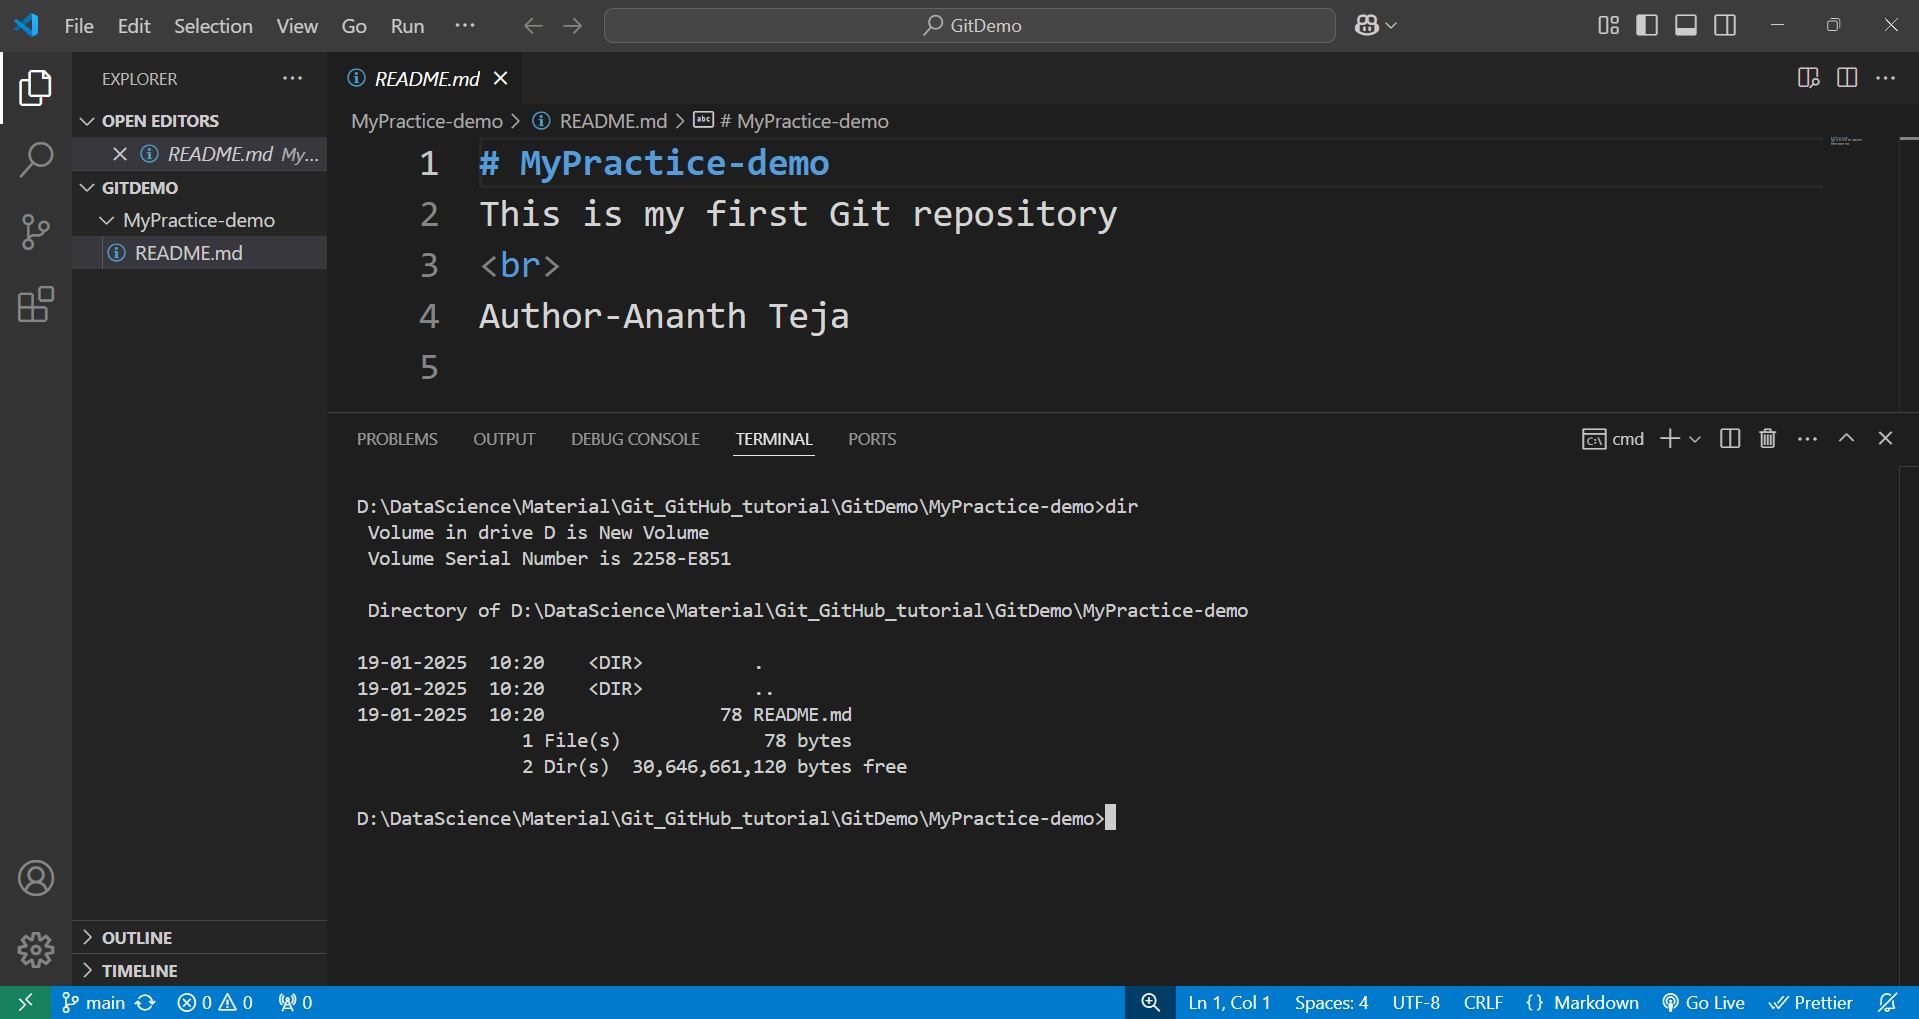 File Edit Selection View Go Run ··· GitDemo
EXPLORER ···
OPEN EDITORS
README.md My...
GITDEMO
MyPractice-demo
README.md
OUTLINE
TIMELINE
README.md
MyPractice-demo > README.md > abc # MyPractice-demo
1 # MyPractice-demo
2 This is my first Git repository
3 <br>
4 Author-Ananth Teja
5
PROBLEMS OUTPUT DEBUG CONSOLE TERMINAL PORTS cmd
D:\DataScience\Material\Git_GitHub_tutorial\GitDemo\MyPractice-demo>dir
Volume in drive D is New Volume
Volume Serial Number is 2258-E851
Directory of D:\DataScience\Material\Git_GitHub_tutorial\GitDemo\MyPractice-demo
19-01-2025 10:20 <DIR> .
19-01-2025 10:20 <DIR> ..
19-01-2025 10:20 78 README.md
1 File(s) 78 bytes
2 Dir(s) 30,646,661,120 bytes free
D:\DataScience\Material\Git_GitHub_tutorial\GitDemo\MyPractice-demo>
main 0 0 0 Ln 1, Col 1 Spaces: 4 UTF-8 CRLF {} Markdown Go Live Prettier